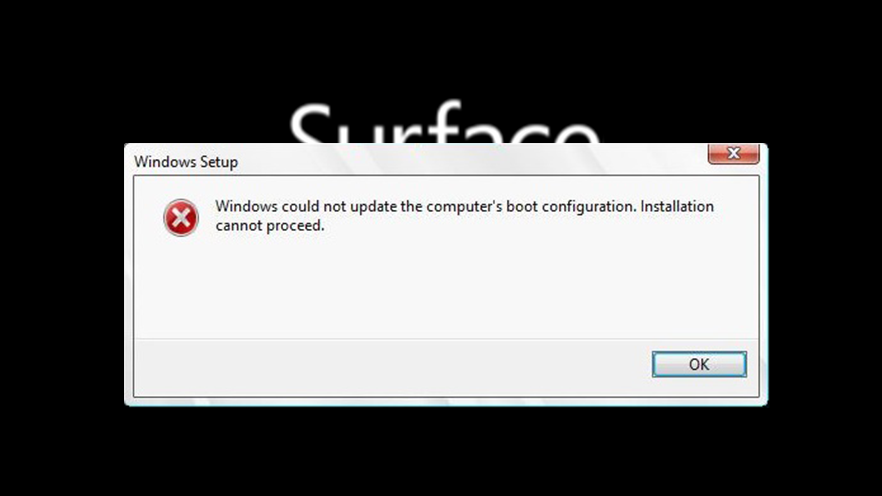 Surface
Windows Setup
Windows could not update the computer's boot configuration. Installation
cannot proceed.
OK